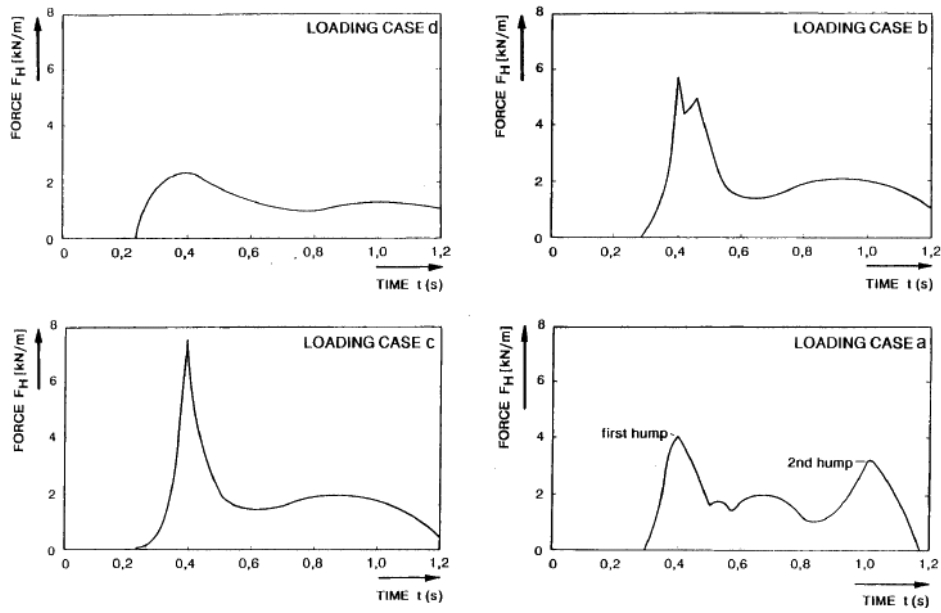 LOADING CASE d
FORCE F_H [kN/m]
8
6
4
2
0
0 0,2 0,4 0,6 0,8 1,0 1,2
TIME t (s)
LOADING CASE b
FORCE F_H [kN/m]
8
6
4
2
0
0 0,2 0,4 0,6 0,8 1,0 1,2
TIME t (s)
LOADING CASE c
FORCE F_H [kN/m]
8
6
4
2
0
0 0,2 0,4 0,6 0,8 1,0 1,2
TIME t (s)
LOADING CASE a
FORCE F_H [kN/m]
8
6
4
2
0
first hump
2nd hump
0 0,2 0,4 0,6 0,8 1,0 1,2
TIME t (s)